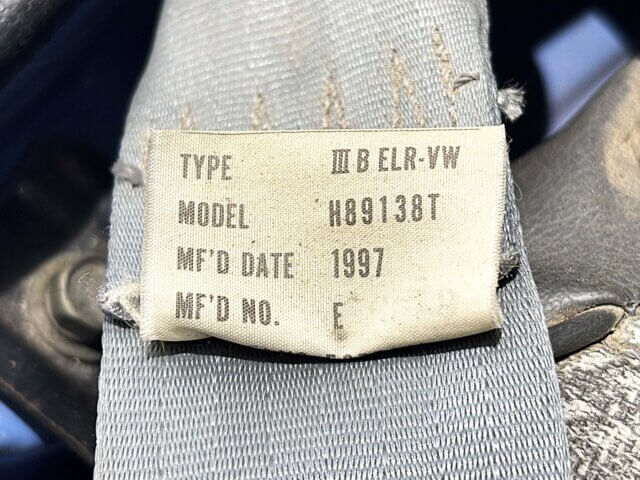 TYPE III B ELR-VW
MODEL H89138T
MF'D DATE 1997
MF'D NO. E